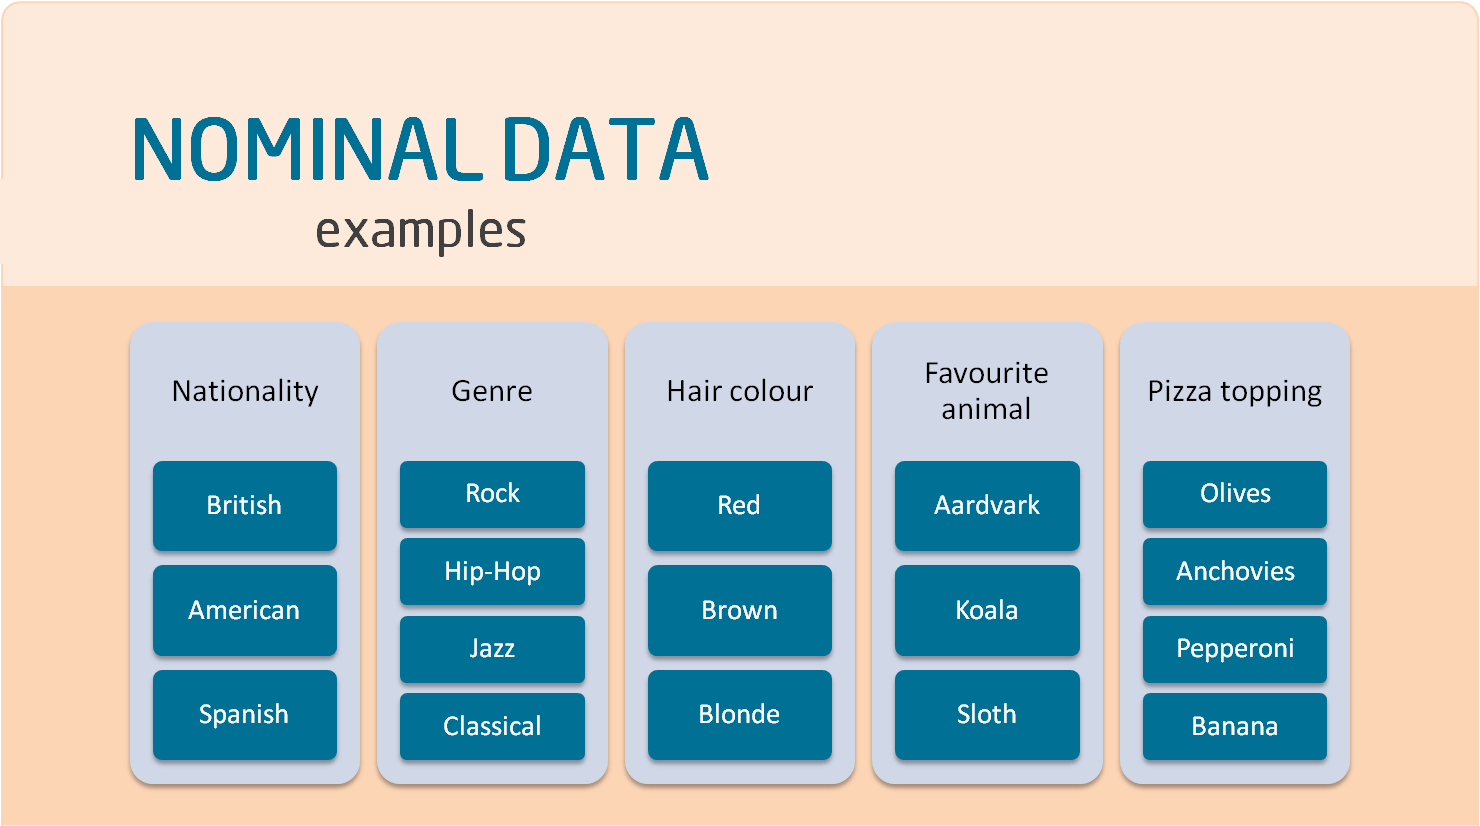 NOMINAL DATA
examples
Nationality
British
American
Spanish
Genre
Rock
Hip-Hop
Jazz
Classical
Hair colour
Red
Brown
Blonde
Favourite
animal
Aardvark
Koala
Sloth
Pizza topping
Olives
Anchovies
Pepperoni
Banana